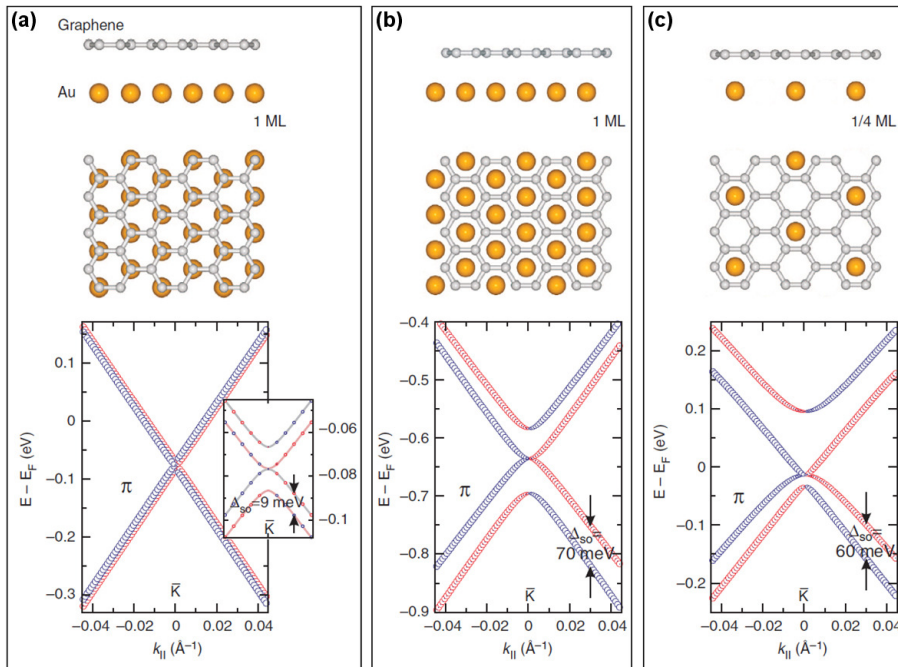 (a)
Graphene
Au
1 ML
0.1
0
−0.1
−0.2
−0.3
E − E_F (eV)
π
K̄
−0.04 −0.02 0 0.02 0.04
k_II (Å⁻¹)
−0.06
−0.08
−0.1
Δ_so=9 meV
K̄
(b)
1 ML
−0.4
−0.5
−0.6
−0.7
−0.8
−0.9
E − E_F (eV)
π
Δ_so=
70 meV
K̄
−0.04 −0.02 0 0.02 0.04
k_II (Å⁻¹)
(c)
1/4 ML
0.2
0.1
0
−0.1
−0.2
E − E_F (eV)
π
Δ_so=
60 meV
K̄
−0.04 −0.02 0 0.02 0.04
k_II (Å⁻¹)